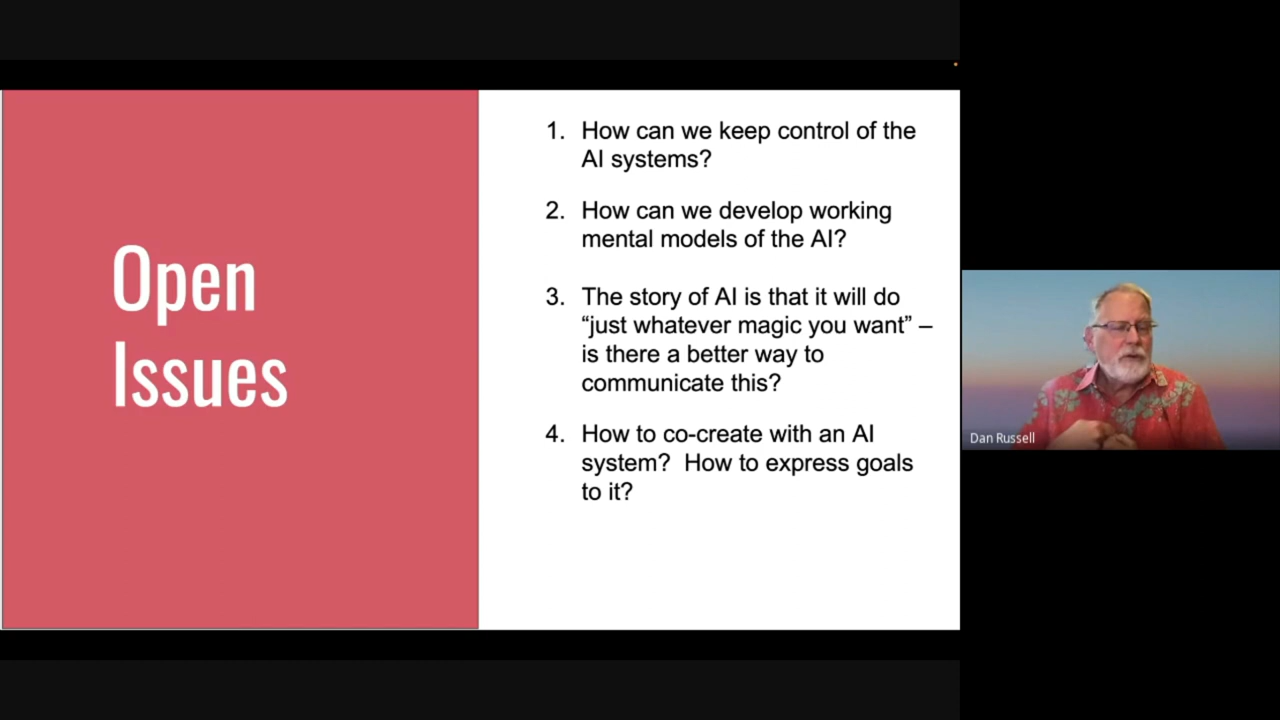 Open
Issues
1. How can we keep control of the
AI systems?
2. How can we develop working
mental models of the AI?
3. The story of AI is that it will do
“just whatever magic you want” –
is there a better way to
communicate this?
4. How to co-create with an AI
system?  How to express goals
to it?
Dan Russell